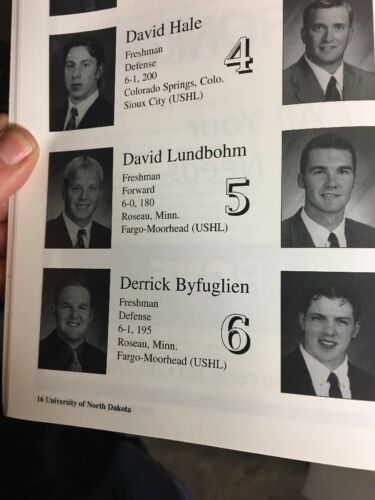 David Hale
Freshman
Defense
6-1, 200
Colorado Springs, Colo.
Sioux City (USHL)
4
David Lundbohm
Freshman
Forward
6-0, 180
Roseau, Minn.
Fargo-Moorhead (USHL)
5
Derrick Byfuglien
Freshman
Defense
6-1, 195
Roseau, Minn.
Fargo-Moorhead (USHL)
6
16 University of North Dakota